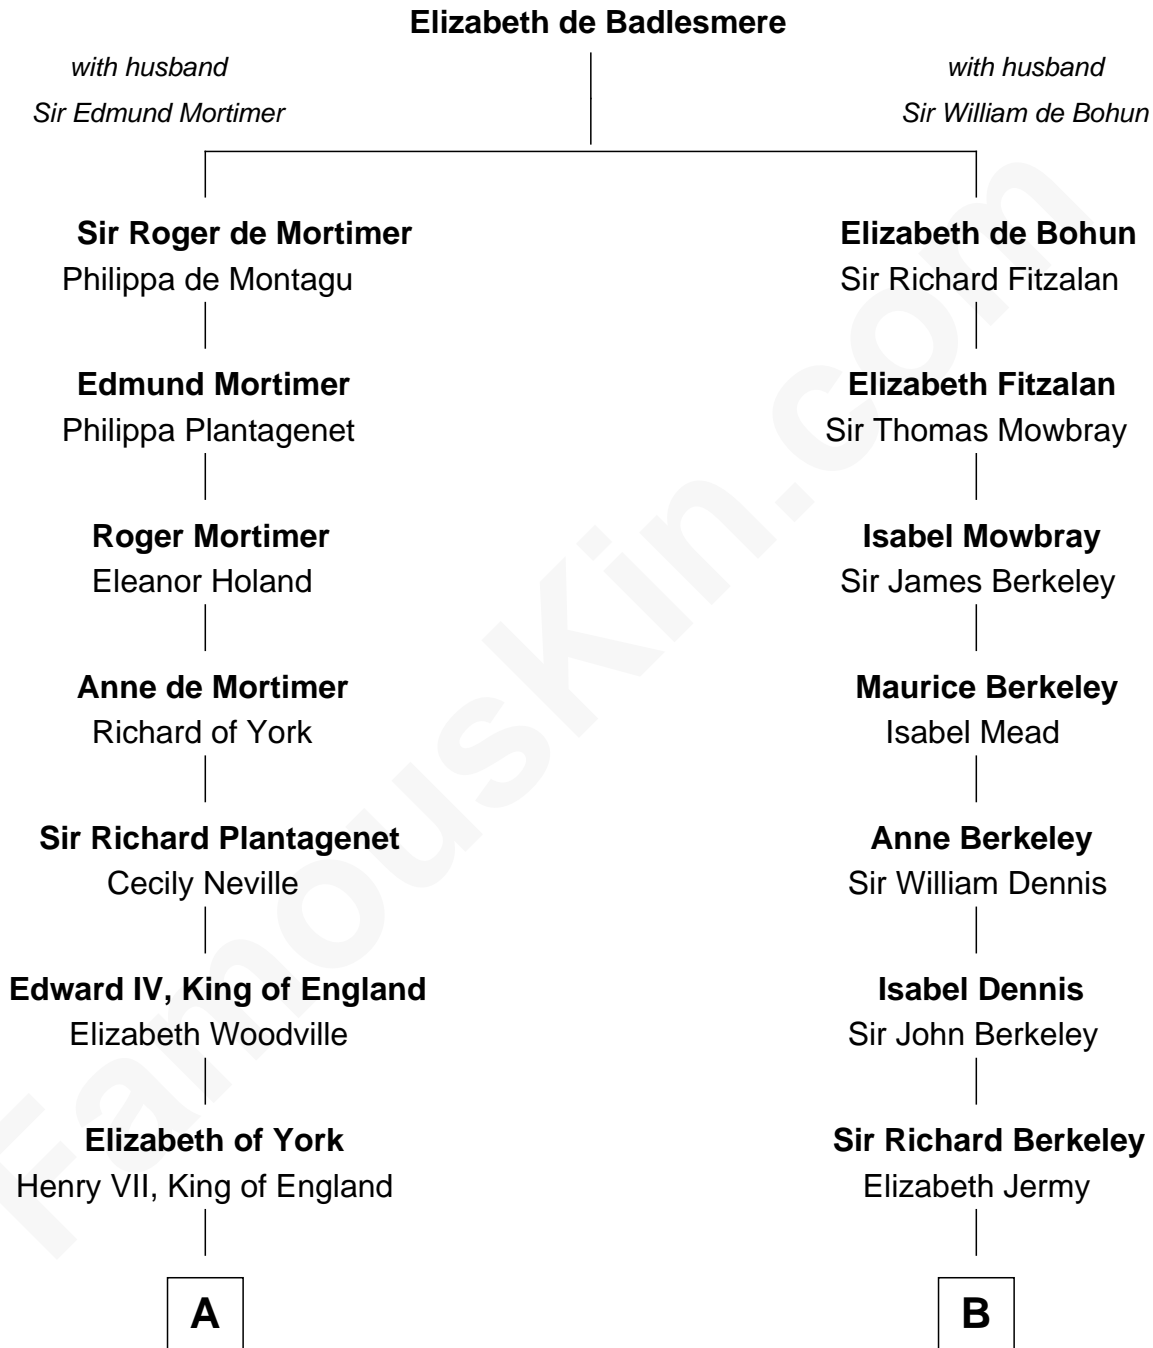 Elizabeth de Badlesmere
with husband
Sir Edmund Mortimer
with husband
Sir William de Bohun
Sir Roger de Mortimer
Philippa de Montagu
Elizabeth de Bohun
Sir Richard Fitzalan
Edmund Mortimer
Philippa Plantagenet
Elizabeth Fitzalan
Sir Thomas Mowbray
Roger Mortimer
Eleanor Holand
Isabel Mowbray
Sir James Berkeley
Anne de Mortimer
Richard of York
Maurice Berkeley
Isabel Mead
Sir Richard Plantagenet
Cecily Neville
Anne Berkeley
Sir William Dennis
Edward IV, King of England
Elizabeth Woodville
Isabel Dennis
Sir John Berkeley
Elizabeth of York
Henry VII, King of England
Sir Richard Berkeley
Elizabeth Jermy
A
B
FamousKin.com